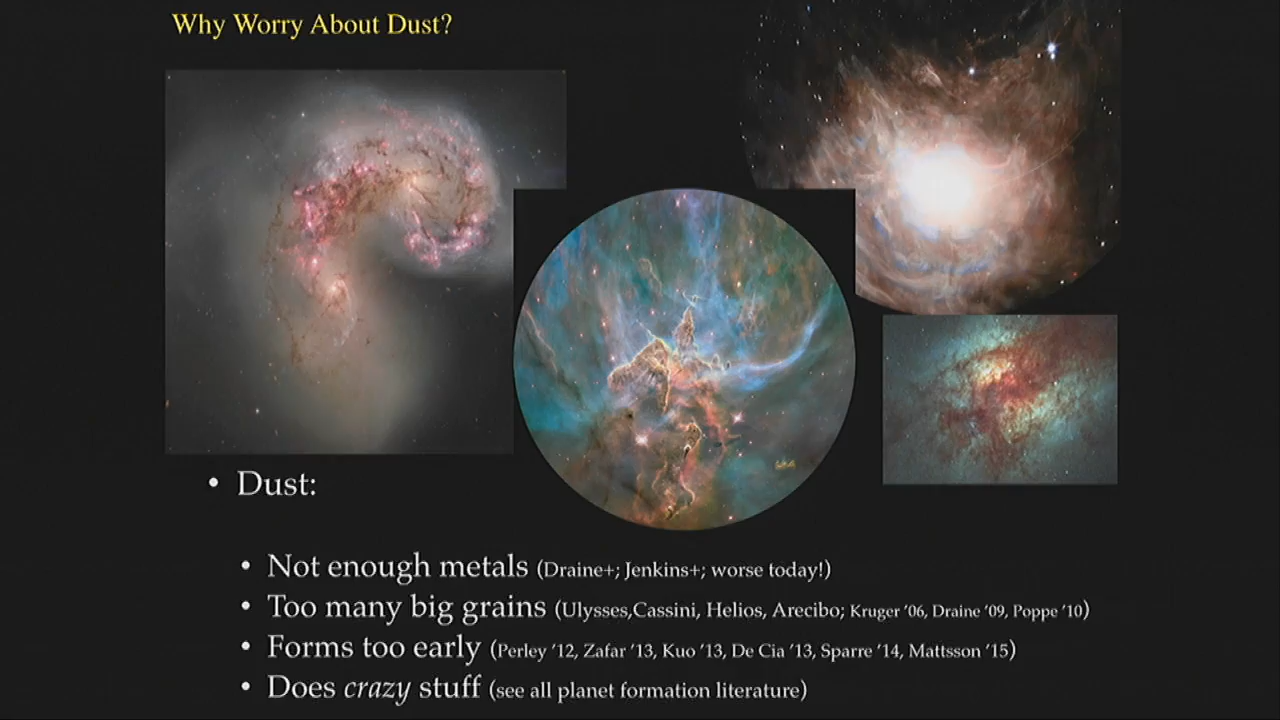 Why Worry About Dust?
• Dust:
• Not enough metals (Draine+; Jenkins+; worse today!)
• Too many big grains (Ulysses,Cassini, Helios, Arecibo; Kruger ’06, Draine ’09, Poppe ’10)
• Forms too early (Perley ’12, Zafar ’13, Kuo ’13, De Cia ’13, Sparre ’14, Mattsson ’15)
• Does crazy stuff (see all planet formation literature)